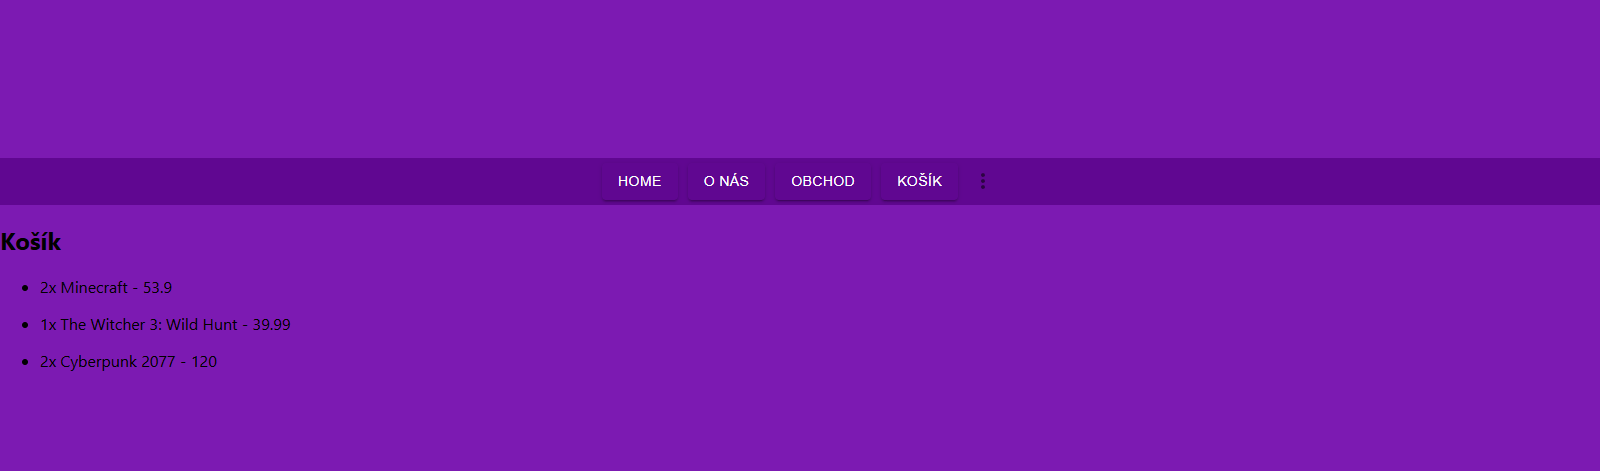 HOME O NÁS OBCHOD KOŠÍK
Košík
2x Minecraft - 53.9
1x The Witcher 3: Wild Hunt - 39.99
2x Cyberpunk 2077 - 120